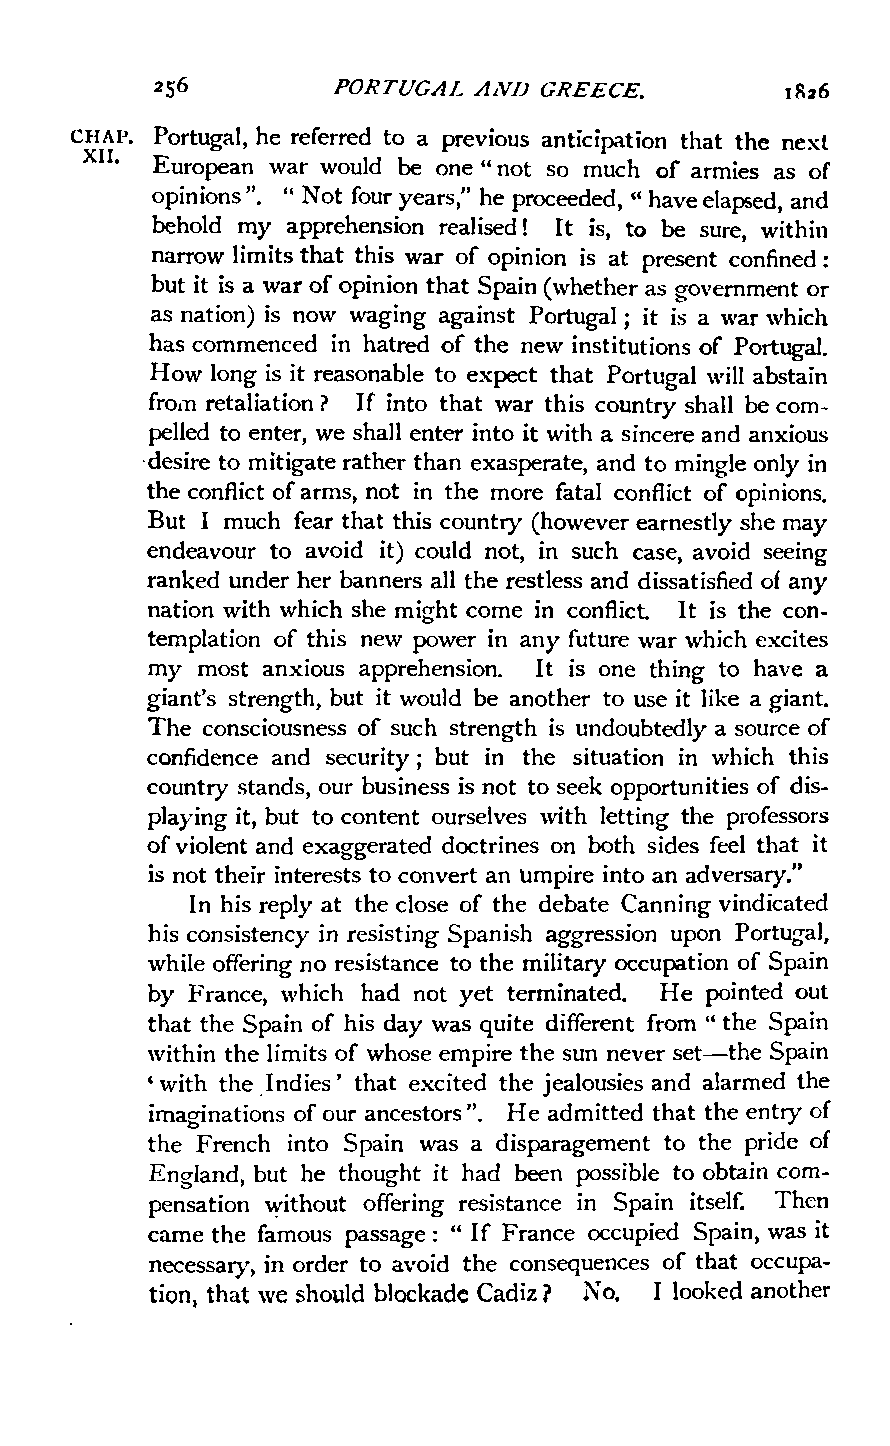 256 PORTUGAL AND GREECE. 1826
CHAP. XII.
Portugal, he referred to a previous anticipation that the next
European war would be one “not so much of armies as of
opinions”. “Not four years,” he proceeded, “have elapsed, and
behold my apprehension realised! It is, to be sure, within
narrow limits that this war of opinion is at present confined:
but it is a war of opinion that Spain (whether as government or
as nation) is now waging against Portugal; it is a war which
has commenced in hatred of the new institutions of Portugal.
How long is it reasonable to expect that Portugal will abstain
from retaliation? If into that war this country shall be com-
pelled to enter, we shall enter into it with a sincere and anxious
desire to mitigate rather than exasperate, and to mingle only in
the conflict of arms, not in the more fatal conflict of opinions.
But I much fear that this country (however earnestly she may
endeavour to avoid it) could not, in such case, avoid seeing
ranked under her banners all the restless and dissatisfied of any
nation with which she might come in conflict. It is the con-
templation of this new power in any future war which excites
my most anxious apprehension. It is one thing to have a
giant’s strength, but it would be another to use it like a giant.
The consciousness of such strength is undoubtedly a source of
confidence and security; but in the situation in which this
country stands, our business is not to seek opportunities of dis-
playing it, but to content ourselves with letting the professors
of violent and exaggerated doctrines on both sides feel that it
is not their interests to convert an umpire into an adversary.”
In his reply at the close of the debate Canning vindicated
his consistency in resisting Spanish aggression upon Portugal,
while offering no resistance to the military occupation of Spain
by France, which had not yet terminated. He pointed out
that the Spain of his day was quite different from “the Spain
within the limits of whose empire the sun never set—the Spain
‘with the Indies’ that excited the jealousies and alarmed the
imaginations of our ancestors”. He admitted that the entry of
the French into Spain was a disparagement to the pride of
England, but he thought it had been possible to obtain com-
pensation without offering resistance in Spain itself. Then
came the famous passage: “If France occupied Spain, was it
necessary, in order to avoid the consequences of that occupa-
tion, that we should blockade Cadiz? No. I looked another